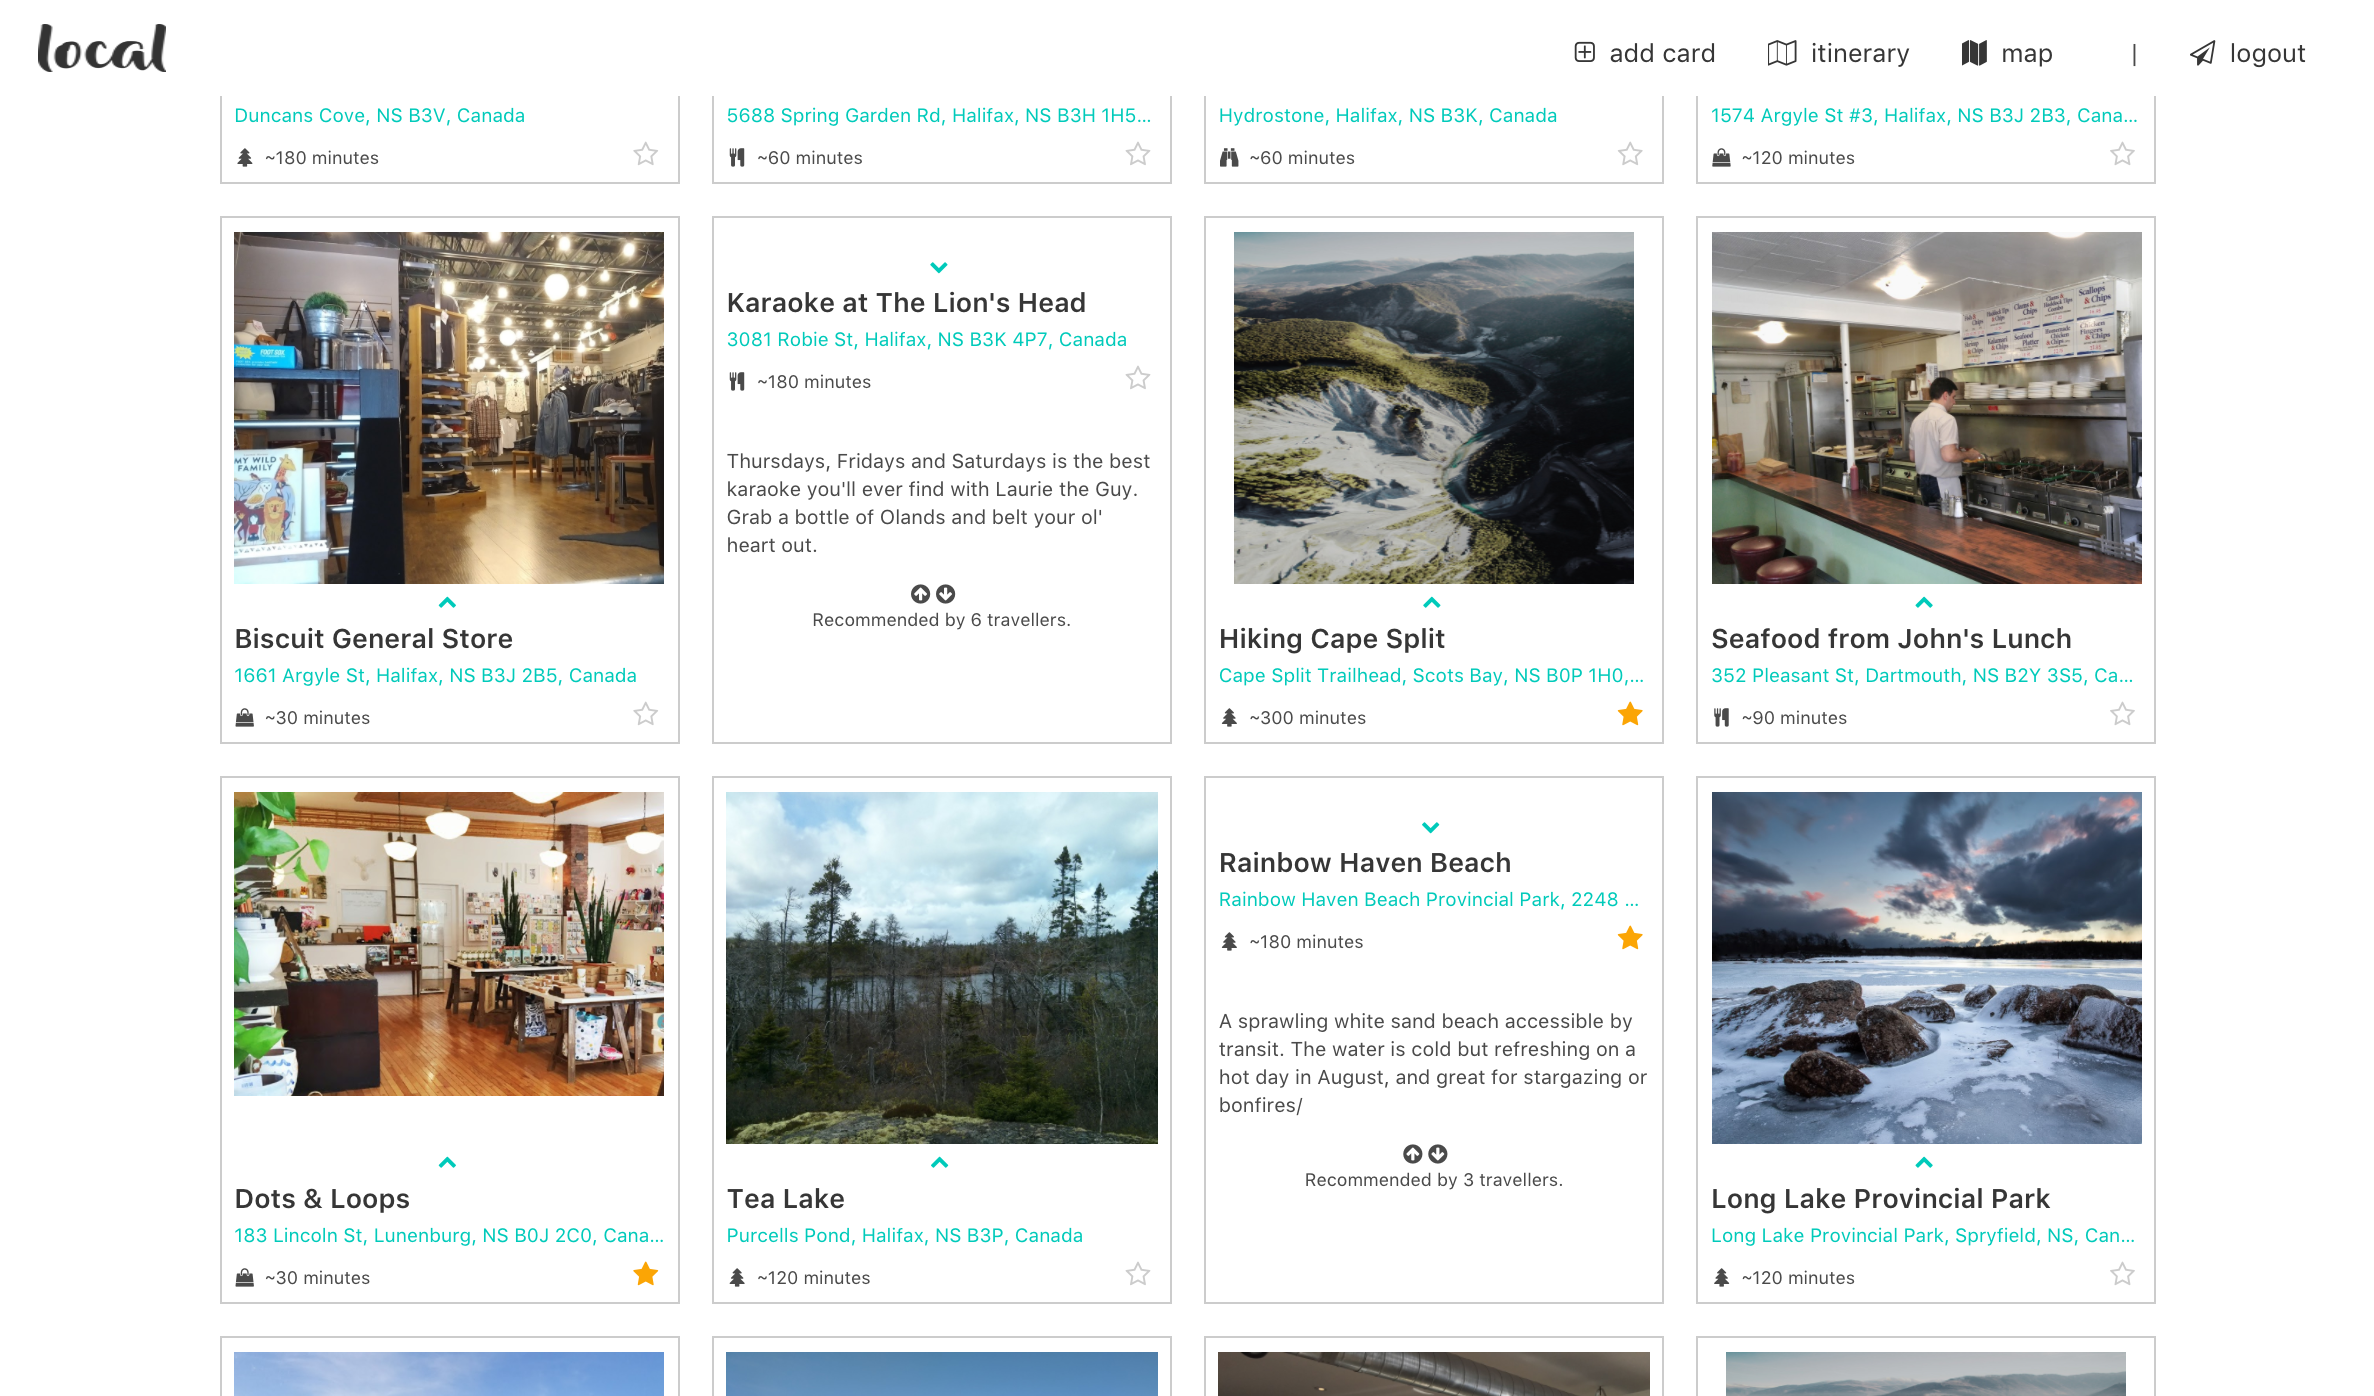 local
add card
itinerary
map
|
logout
Duncans Cove, NS B3V, Canada
~180 minutes
5688 Spring Garden Rd, Halifax, NS B3H 1H5...
~60 minutes
Hydrostone, Halifax, NS B3K, Canada
~60 minutes
1574 Argyle St #3, Halifax, NS B3J 2B3, Cana...
~120 minutes
MY WILD
FAMILY
Biscuit General Store
1661 Argyle St, Halifax, NS B3J 2B5, Canada
~30 minutes
Karaoke at The Lion's Head
3081 Robie St, Halifax, NS B3K 4P7, Canada
~180 minutes
Thursdays, Fridays and Saturdays is the best
karaoke you'll ever find with Laurie the Guy.
Grab a bottle of Olands and belt your ol'
heart out.
Recommended by 6 travellers.
Hiking Cape Split
Cape Split Trailhead, Scots Bay, NS B0P 1H0,...
~300 minutes
Scallops
& Chips
Seafood from John's Lunch
352 Pleasant St, Dartmouth, NS B2Y 3S5, Ca...
~90 minutes
Dots & Loops
183 Lincoln St, Lunenburg, NS B0J 2C0, Cana...
~30 minutes
Tea Lake
Purcells Pond, Halifax, NS B3P, Canada
~120 minutes
Rainbow Haven Beach
Rainbow Haven Beach Provincial Park, 2248 ...
~180 minutes
A sprawling white sand beach accessible by
transit. The water is cold but refreshing on a
hot day in August, and great for stargazing or
bonfires/
Recommended by 3 travellers.
Long Lake Provincial Park
Long Lake Provincial Park, Spryfield, NS, Can...
~120 minutes